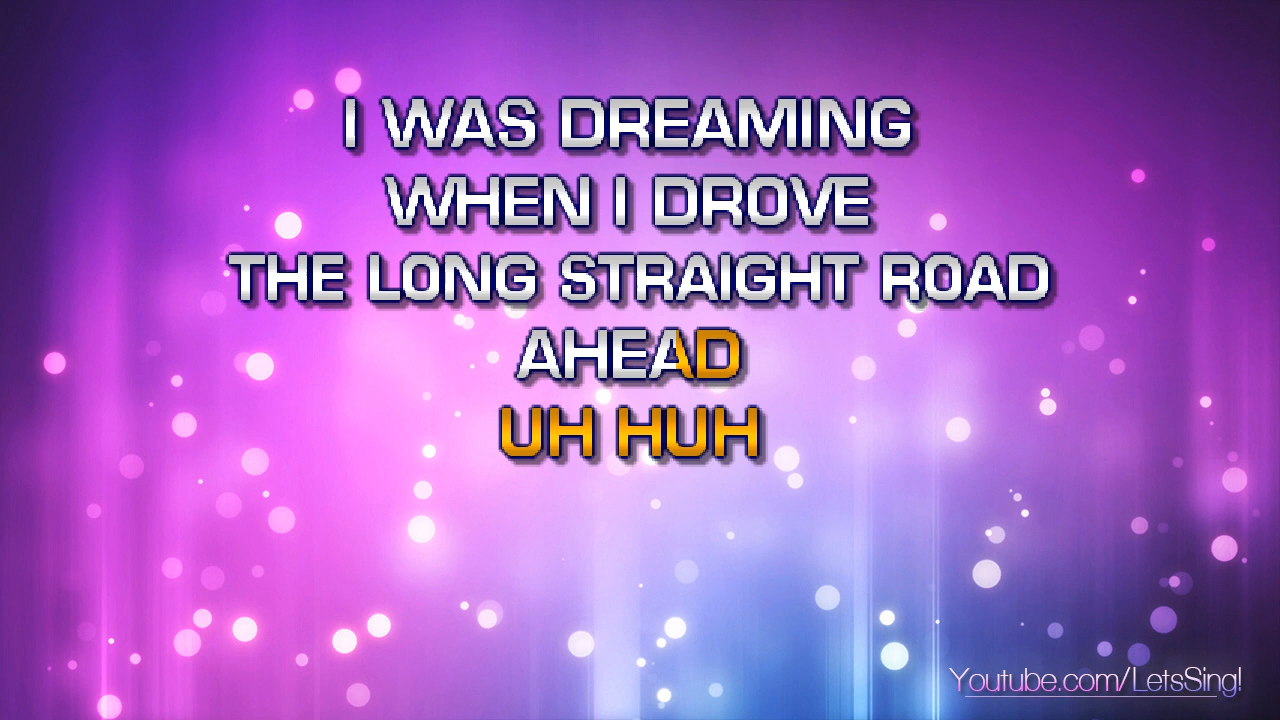 I WAS DREAMING
WHEN I DROVE
THE LONG STRAIGHT ROAD
AHEAD
UH HUH
Youtube.com/LetsSing!